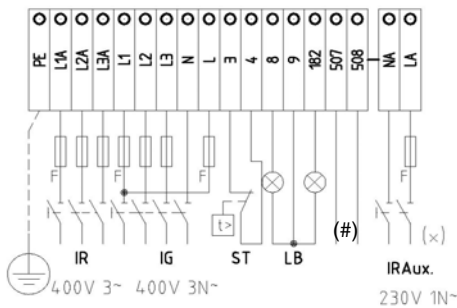 PE L1A L2A L3A L1 L2 L3 N L 3 4 8 9 182 507 508 NA LA
F F F F
t>
(#) (×)
IR IG ST LB IRAux.
400V 3~ 400V 3N~ 230V 1N~